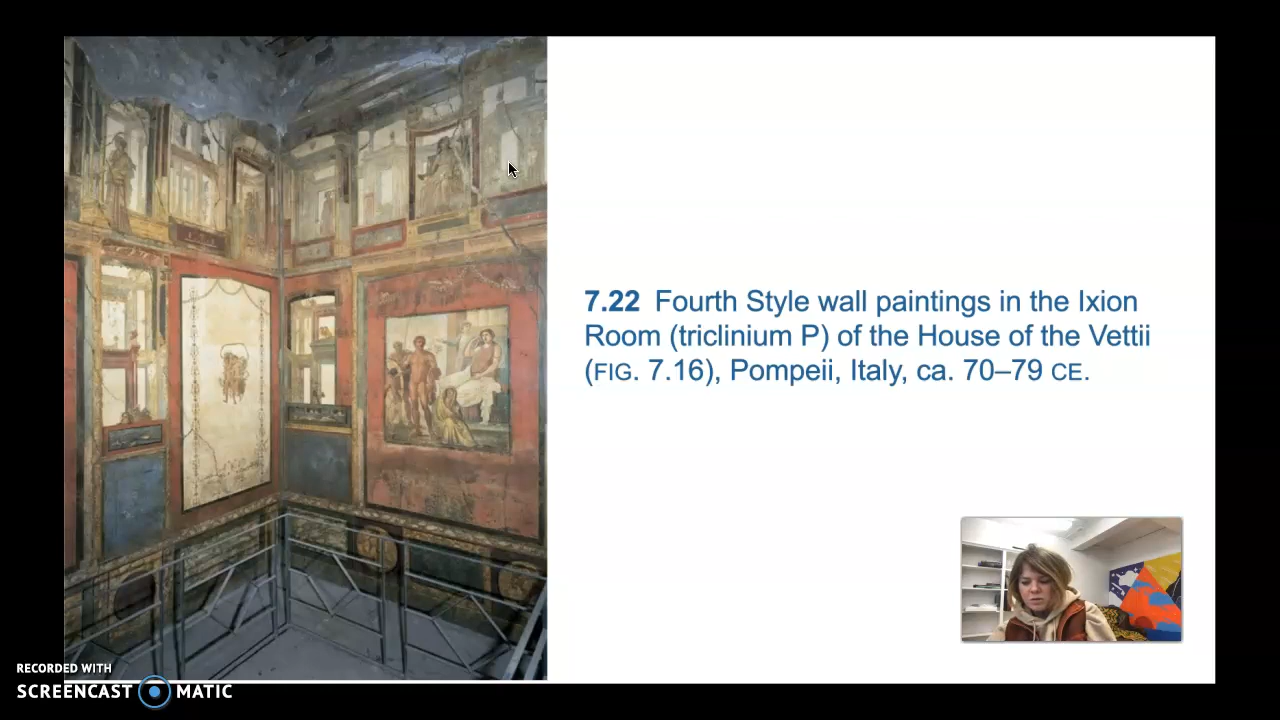 7.22 Fourth Style wall paintings in the Ixion
Room (triclinium P) of the House of the Vettii
(FIG. 7.16), Pompeii, Italy, ca. 70–79 CE.
RECORDED WITH
SCREENCAST MATIC